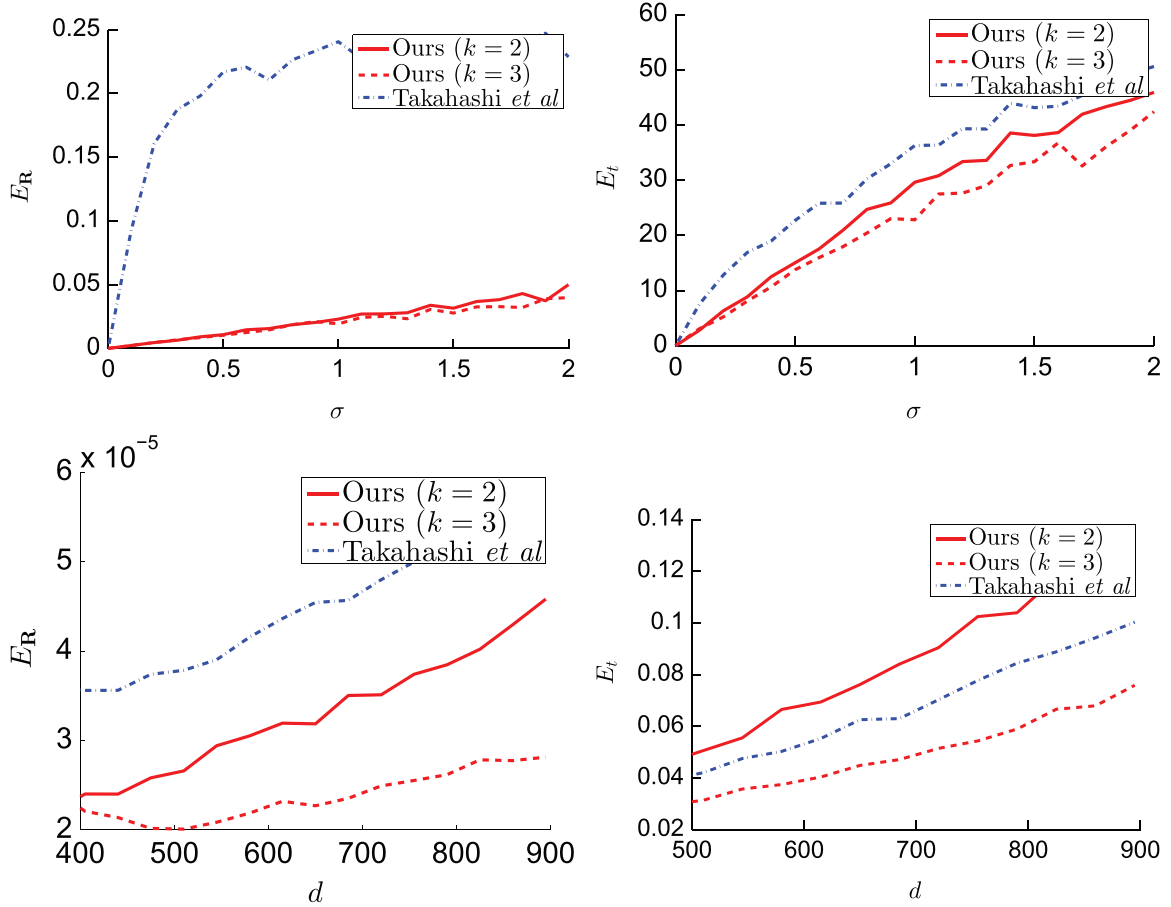 0.25
0.2
0.15
0.1
0.05
0
E_R
0
0.5
1
1.5
2
σ
Ours (k = 2)
Ours (k = 3)
Takahashi et al
60
50
40
30
20
10
0
E_t
0
0.5
1
1.5
2
σ
Ours (k = 2)
Ours (k = 3)
Takahashi et al
6 x 10⁻⁵
5
4
3
2
E_R
400
500
600
700
800
900
d
Ours (k = 2)
Ours (k = 3)
Takahashi et al
0.14
0.12
0.1
0.08
0.06
0.04
0.02
E_t
500
600
700
800
900
d
Ours (k = 2)
Ours (k = 3)
Takahashi et al